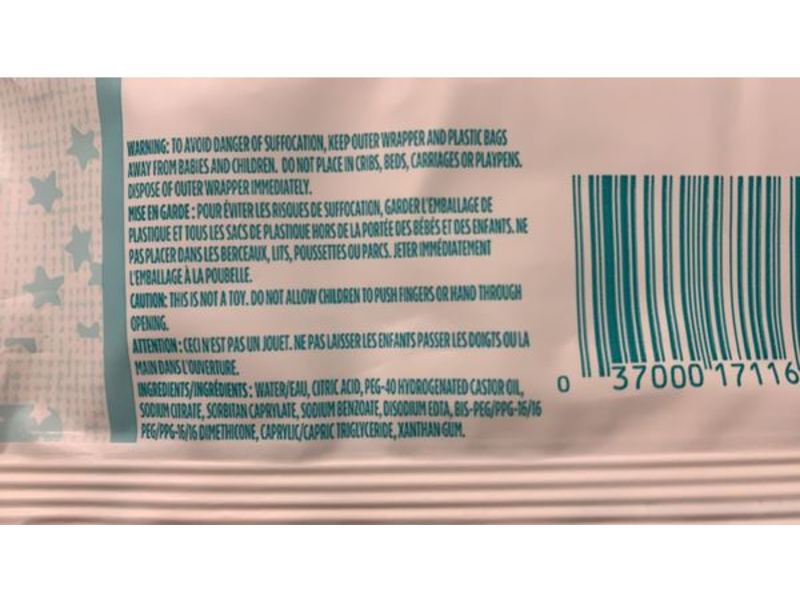 WARNING: TO AVOID DANGER OF SUFFOCATION, KEEP OUTER WRAPPER AND PLASTIC BAGS
AWAY FROM BABIES AND CHILDREN. DO NOT PLACE IN CRIBS, BEDS, CARRIAGES OR PLAYPENS.
DISPOSE OF OUTER WRAPPER IMMEDIATELY.
MISE EN GARDE : POUR ÉVITER LES RISQUES DE SUFFOCATION, GARDER L'EMBALLAGE DE
PLASTIQUE ET TOUS LES SACS DE PLASTIQUE HORS DE LA PORTÉE DES BÉBÉS ET DES ENFANTS. NE
PAS PLACER DANS LES BERCEAUX, LITS, POUSSETTES OU PARCS. JETER IMMÉDIATEMENT
L'EMBALLAGE À LA POUBELLE.
CAUTION: THIS IS NOT A TOY. DO NOT ALLOW CHILDREN TO PUSH FINGERS OR HAND THROUGH
OPENING.
ATTENTION : CECI N'EST PAS UN JOUET. NE PAS LAISSER LES ENFANTS PASSER LES DOIGTS OU LA
MAIN DANS L'OUVERTURE.
INGREDIENTS/INGRÉDIENTS : WATER/EAU, CITRIC ACID, PEG-40 HYDROGENATED CASTOR OIL,
SODIUM CITRATE, SORBITAN CAPRYLATE, SODIUM BENZOATE, DISODIUM EDTA, BIS-PEG/PPG-16/16
PEG/PPG-16/16 DIMETHICONE, CAPRYLIC/CAPRIC TRIGLYCERIDE, XANTHAN GUM.
0 37000 17116